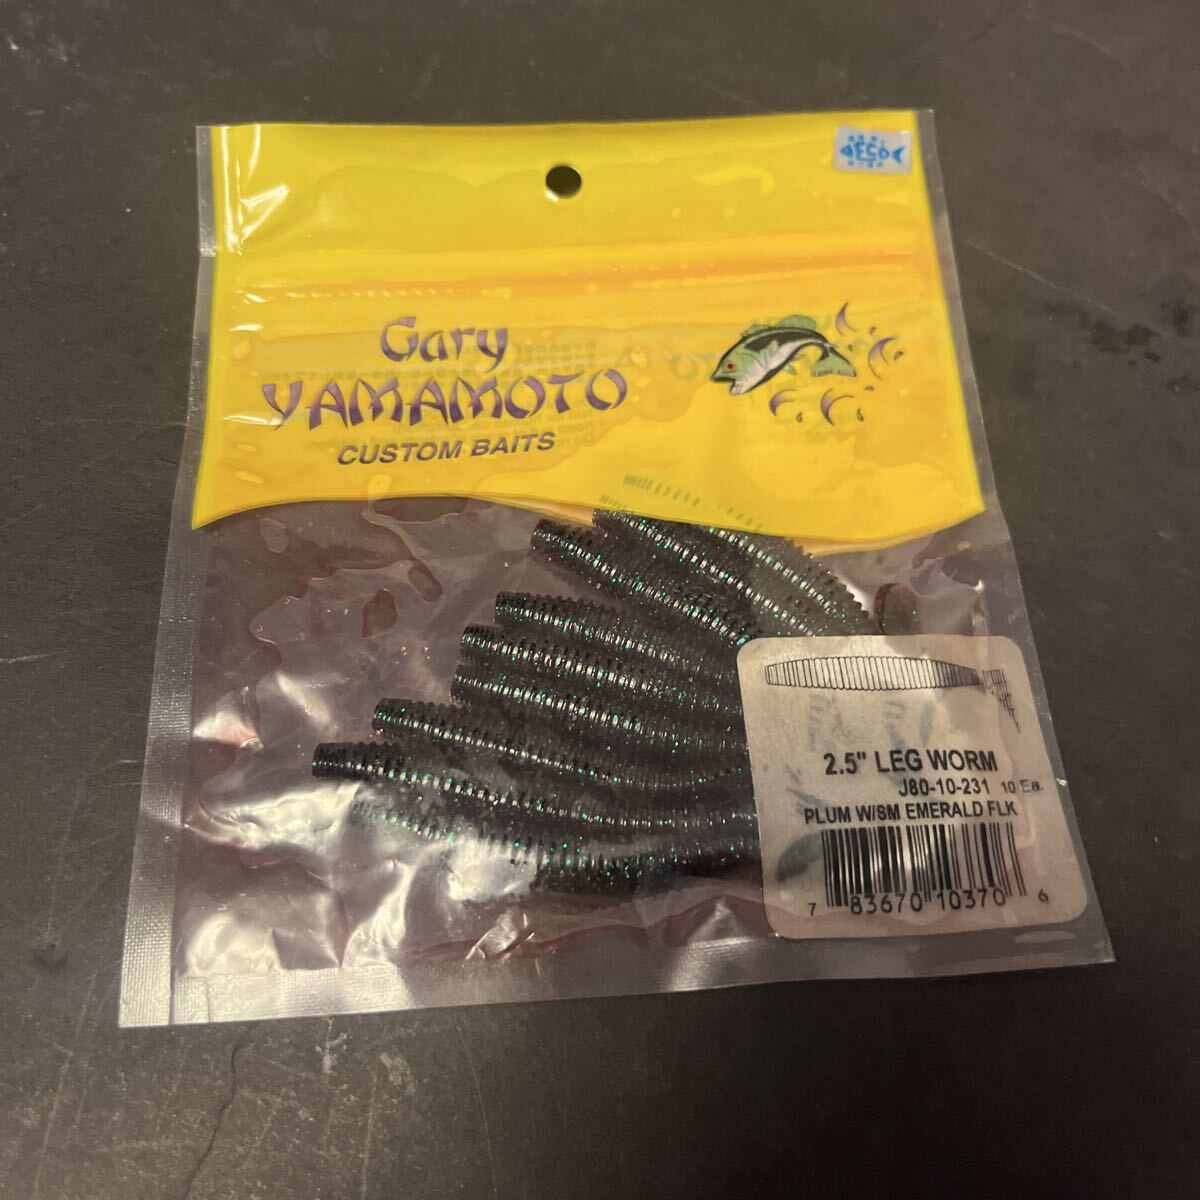 ECO
Gary
YAMAMOTO
CUSTOM BAITS
2.5" LEG WORM
J80-10-231 10 Ea.
PLUM W/SM EMERALD FLK
7 83670 10370 6